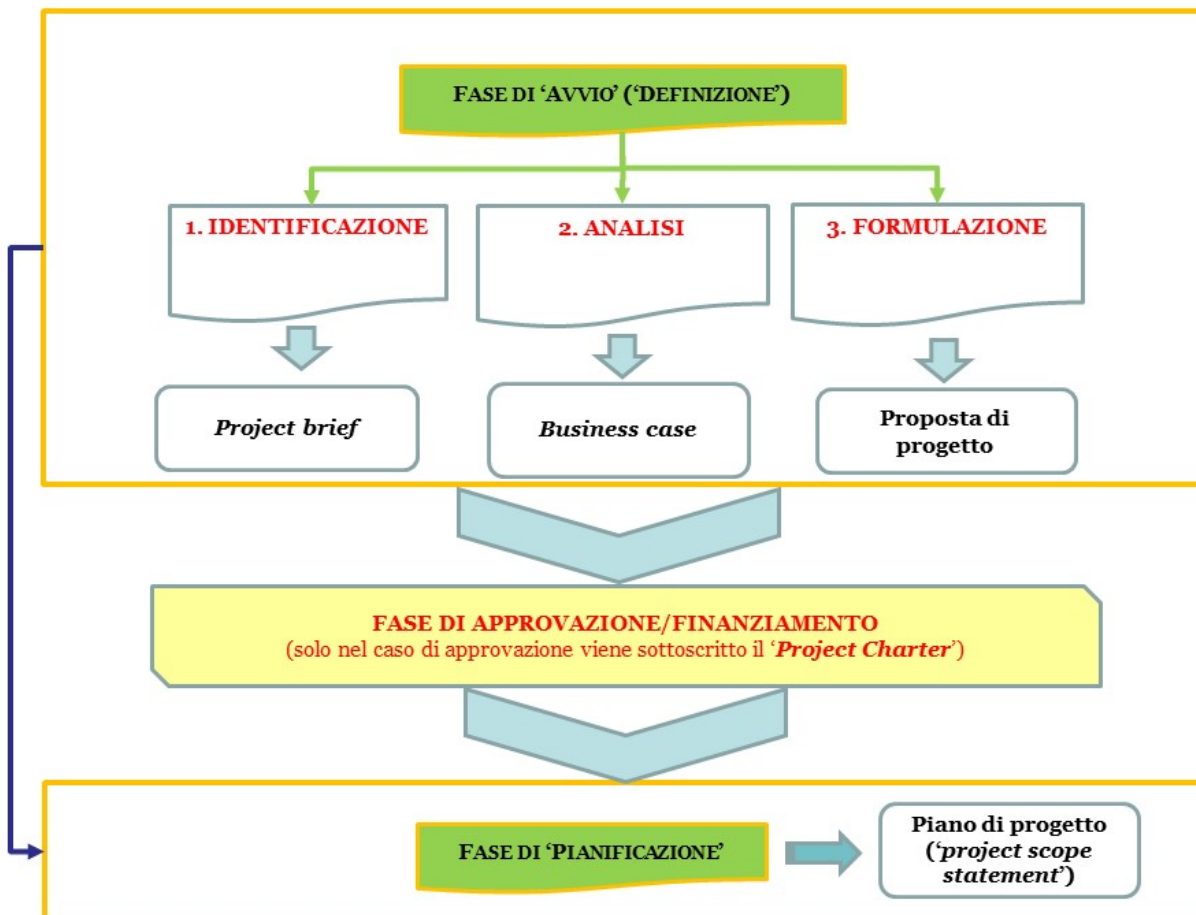 FASE DI ‘AVVIO’ (‘DEFINIZIONE’)
1. IDENTIFICAZIONE
2. ANALISI
3. FORMULAZIONE
Project brief
Business case
Proposta di
progetto
FASE DI APPROVAZIONE/FINANZIAMENTO
(solo nel caso di approvazione viene sottoscritto il ‘Project Charter’)
FASE DI ‘PIANIFICAZIONE’
Piano di progetto
(‘project scope
statement’)